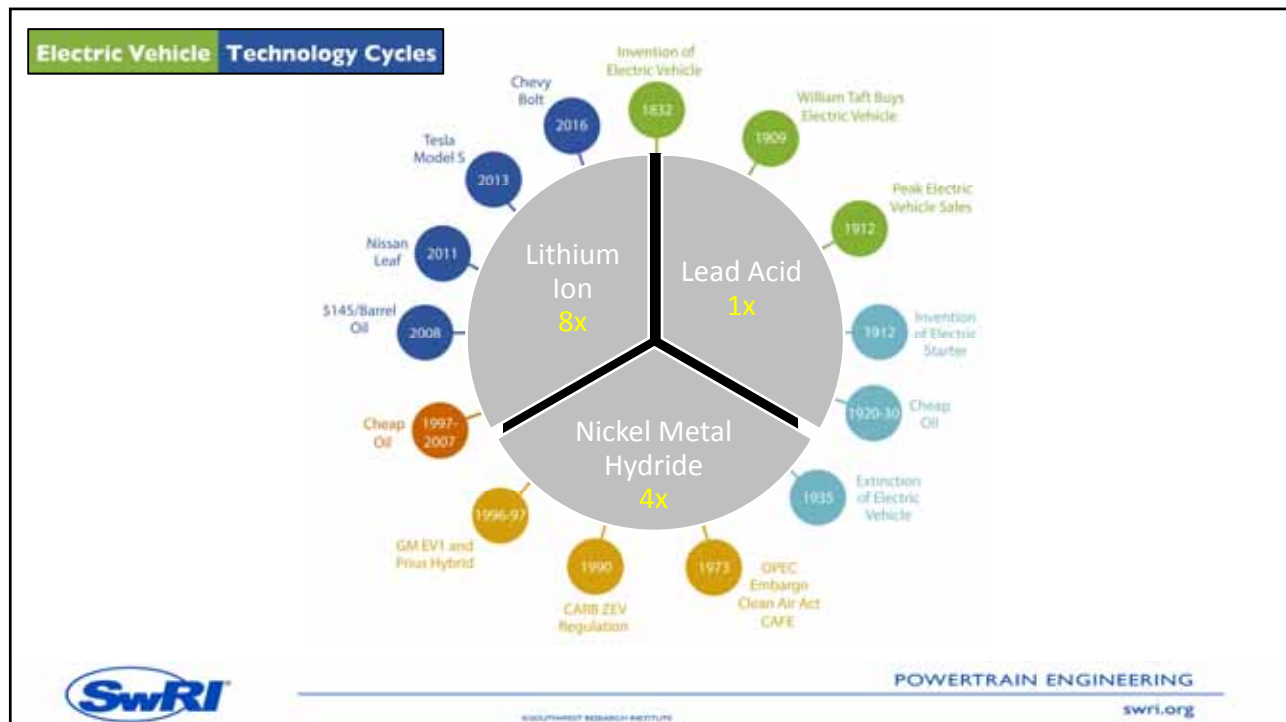 Electric Vehicle Technology Cycles
Invention of
Electric Vehicle
1832
William Taft Buys
Electric Vehicle
1909
Peak Electric
Vehicle Sales
1912
Invention
of Electric
Starter
1912
Cheap
Oil
1920-30
Extinction
of Electric
Vehicle
1935
OPEC
Embargo
Clean Air Act
CAFE
1973
CARB ZEV
Regulation
1990
GM EV1 and
Prius Hybrid
1996-97
Cheap
Oil
1997-
2007
$145/Barrel
Oil
2008
Nissan
Leaf
2011
Tesla
Model S
2013
Chevy
Bolt
2016
Lithium
Ion
8x
Lead Acid
1x
Nickel Metal
Hydride
4x
SwRI
©SOUTHWEST RESEARCH INSTITUTE
POWERTRAIN ENGINEERING
swri.org